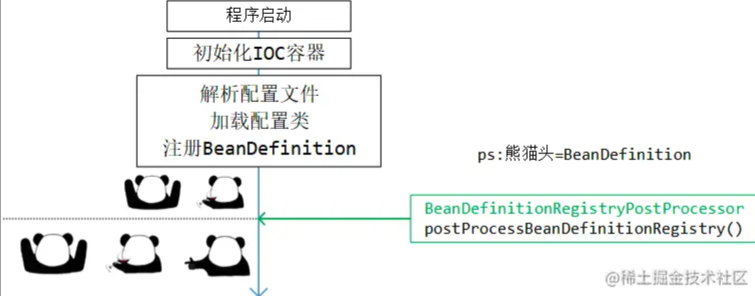 程序启动
初始化IOC容器
解析配置文件
加载配置类
注册BeanDefinition
ps:熊猫头=BeanDefinition
BeanDefinitionRegistryPostProcessor
postProcessBeanDefinitionRegistry()
@稀土掘金技术社区